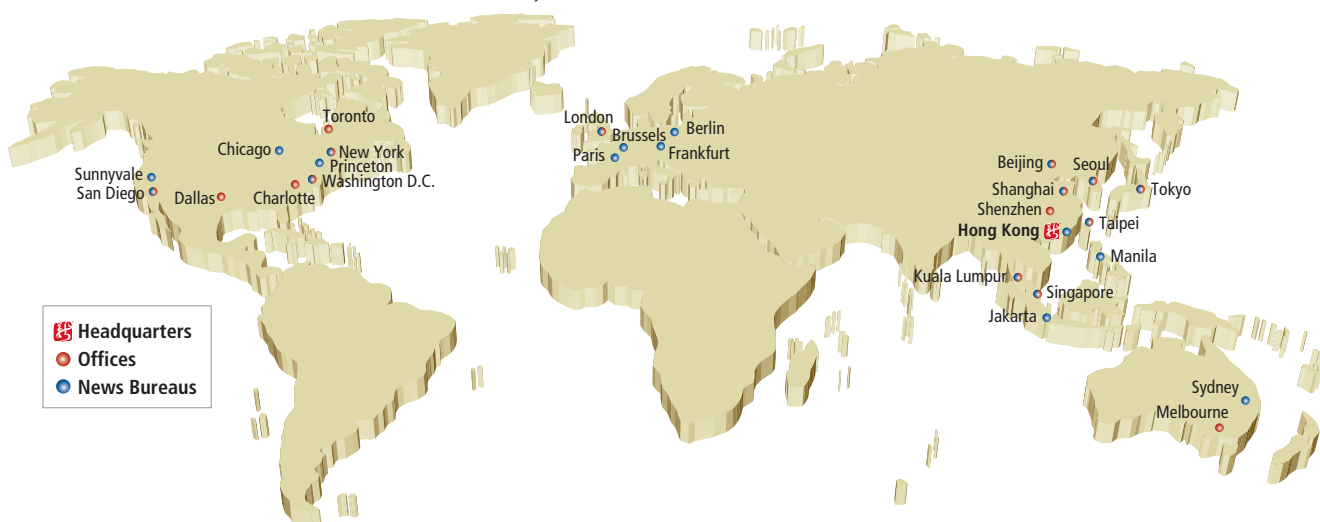 Toronto
Chicago
New York
Princeton
Sunnyvale
Washington D.C.
San Diego
Dallas
Charlotte
London
Brussels
Berlin
Paris
Frankfurt
Beijing
Seoul
Shanghai
Tokyo
Shenzhen
Hong Kong
Taipei
Manila
Kuala Lumpur
Singapore
Jakarta
Sydney
Melbourne
Headquarters
Offices
News Bureaus